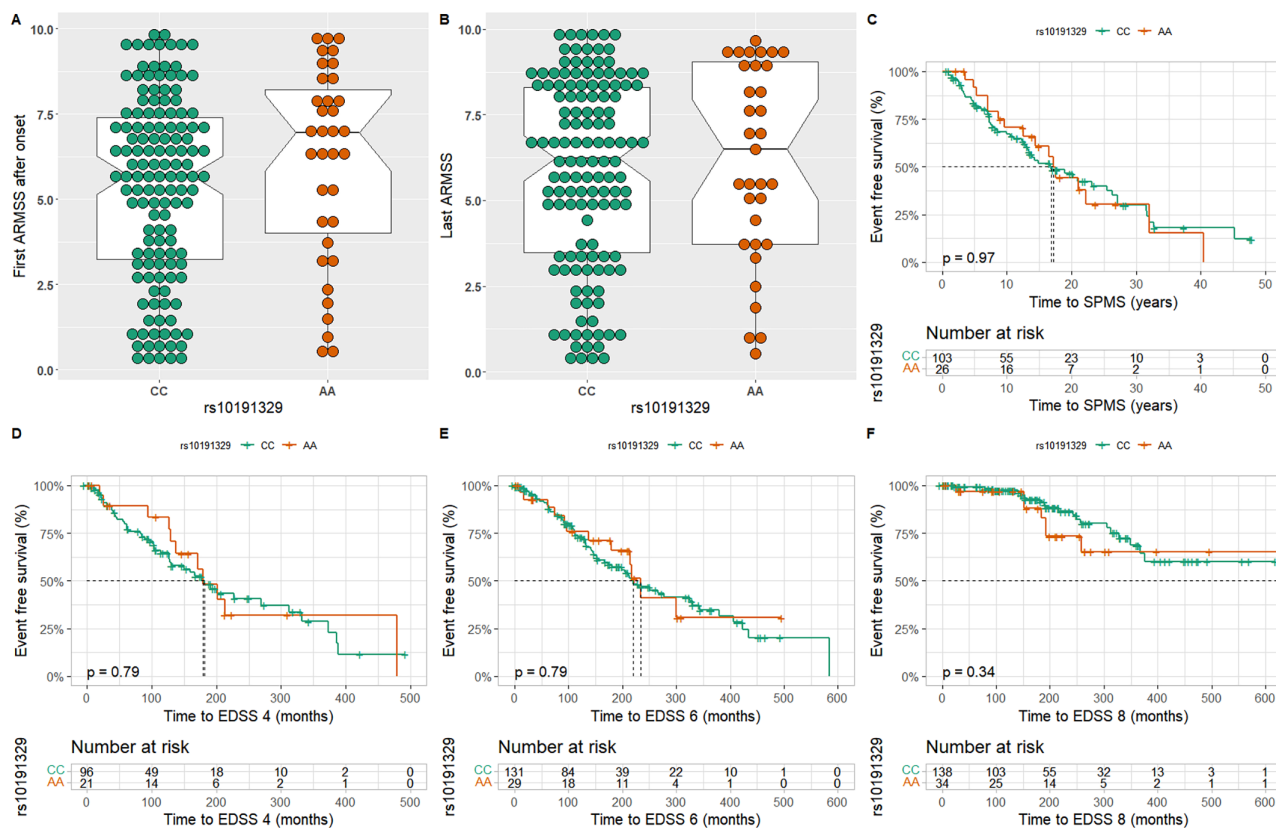 A
First ARMSS after onset
10.0
7.5
5.0
2.5
0.0
CC AA
rs10191329
B
Last ARMSS
10.0
7.5
5.0
2.5
0.0
CC AA
rs10191329
C
rs10191329 CC AA
Event free survival (%)
100%
75%
50%
25%
0%
p = 0.97
0 10 20 30 40 50
Time to SPMS (years)
Number at risk
rs10191329
CC 103 55 23 10 3 0
AA 26 16 7 2 1 0
0 10 20 30 40 50
Time to SPMS (years)
D
rs10191329 CC AA
Event free survival (%)
100%
75%
50%
25%
0%
p = 0.79
0 100 200 300 400 500
Time to EDSS 4 (months)
Number at risk
rs10191329
CC 96 49 18 10 2 0
AA 21 14 6 2 1 0
0 100 200 300 400 500
Time to EDSS 4 (months)
E
rs10191329 CC AA
Event free survival (%)
100%
75%
50%
25%
0%
p = 0.79
0 100 200 300 400 500 600
Time to EDSS 6 (months)
Number at risk
rs10191329
CC 131 84 39 22 10 1 0
AA 29 18 11 4 1 0 0
0 100 200 300 400 500 600
Time to EDSS 6 (months)
F
rs10191329 CC AA
Event free survival (%)
100%
75%
50%
25%
0%
p = 0.34
0 100 200 300 400 500 600
Time to EDSS 8 (months)
Number at risk
rs10191329
CC 138 103 55 32 13 3 1
AA 34 25 14 5 2 1 1
0 100 200 300 400 500 600
Time to EDSS 8 (months)